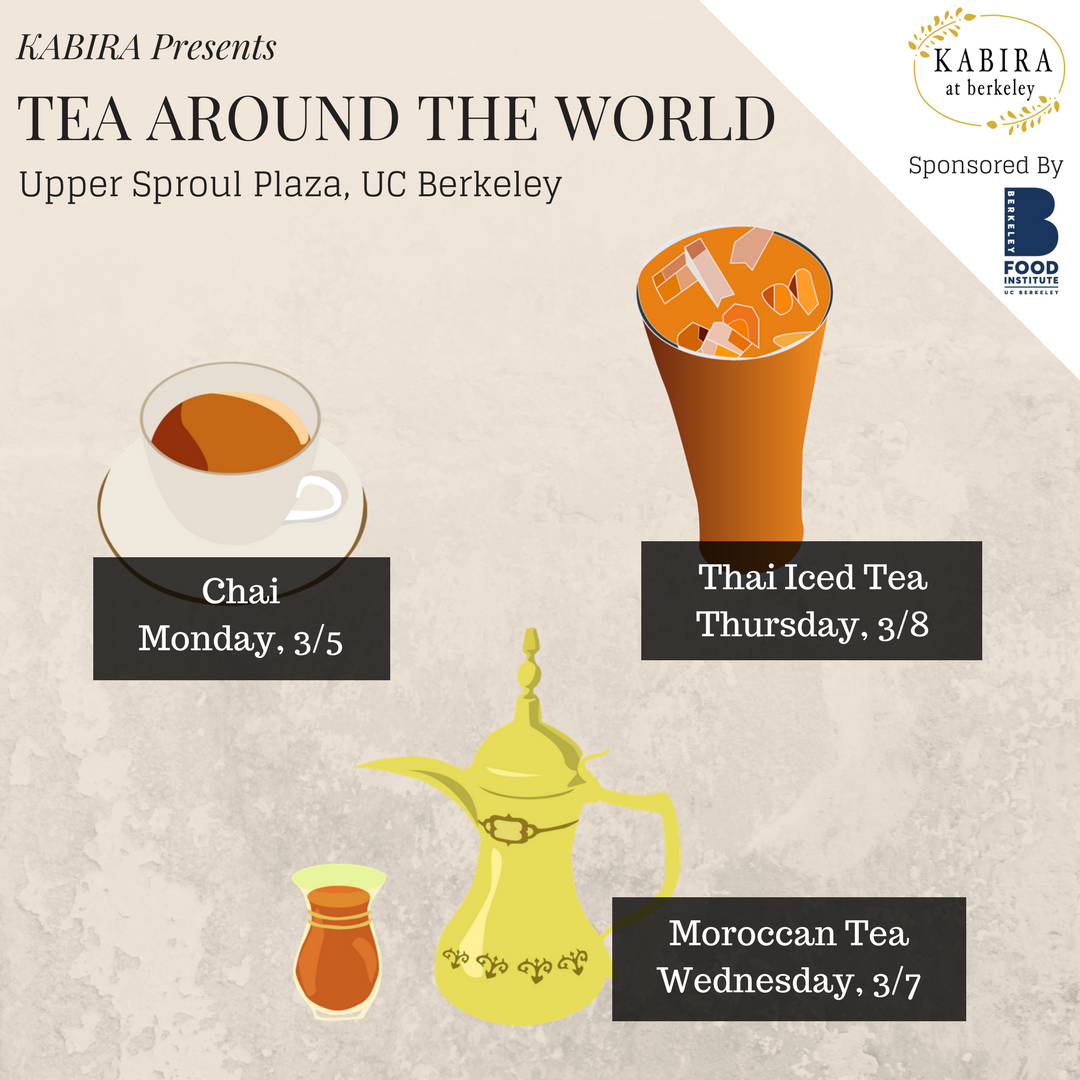 KABIRA Presents
TEA AROUND THE WORLD
Upper Sproul Plaza, UC Berkeley
KABIRA
at berkeley
Sponsored By
BERKELEY
B
FOOD
INSTITUTE
UC BERKELEY
Chai
Monday, 3/5
Thai Iced Tea
Thursday, 3/8
Moroccan Tea
Wednesday, 3/7